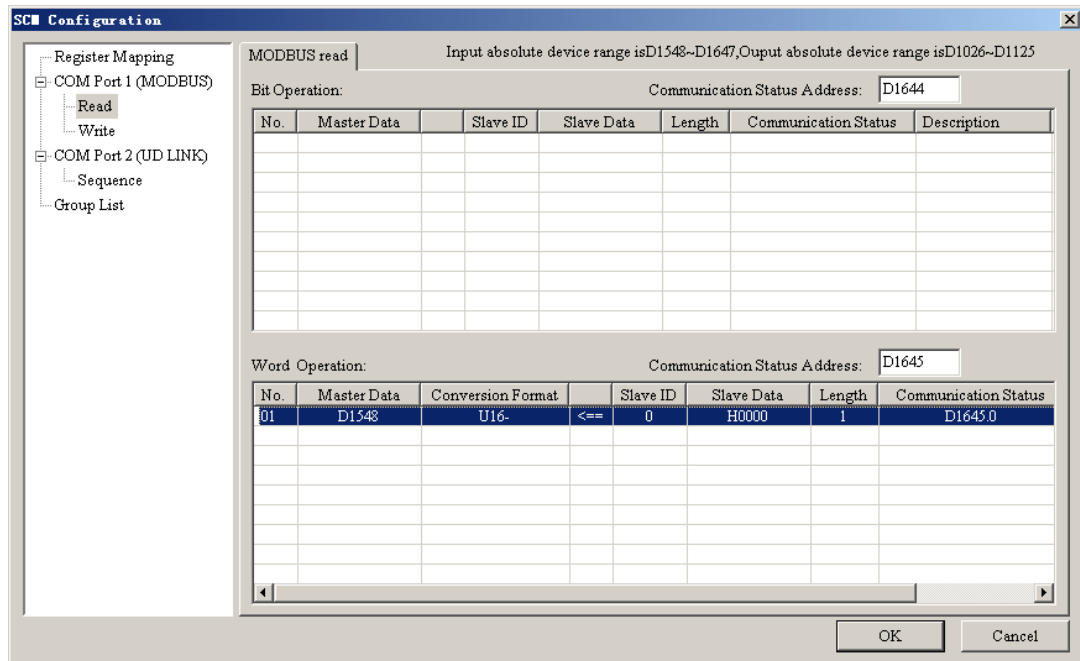 SCM Configuration
Register Mapping
COM Port 1 (MODBUS)
Read
Write
COM Port 2 (UD LINK)
Sequence
Group List
MODBUS read
Input absolute device range isD1548~D1647,Ouput absolute device range isD1026~D1125
Bit Operation:
Communication Status Address: D1644
No. Master Data Slave ID Slave Data Length Communication Status Description
Word Operation:
Communication Status Address: D1645
No. Master Data Conversion Format Slave ID Slave Data Length Communication Status
01 D1548 U16- <== 0 H0000 1 D1645.0
OK Cancel